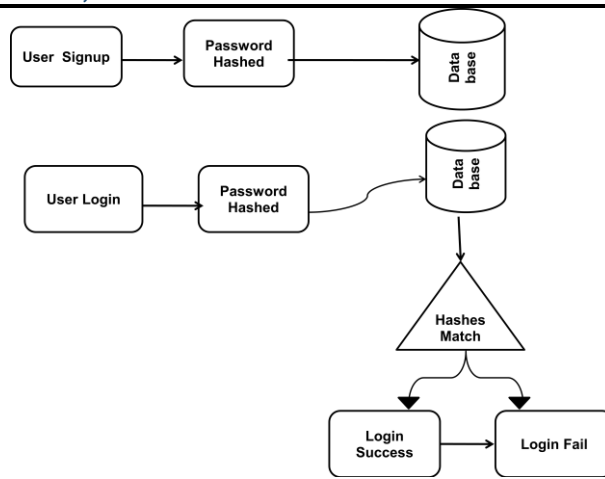 User Signup
Password
Hashed
Data
base
User Login
Password
Hashed
Data
base
Hashes
Match
Login
Success
Login Fail